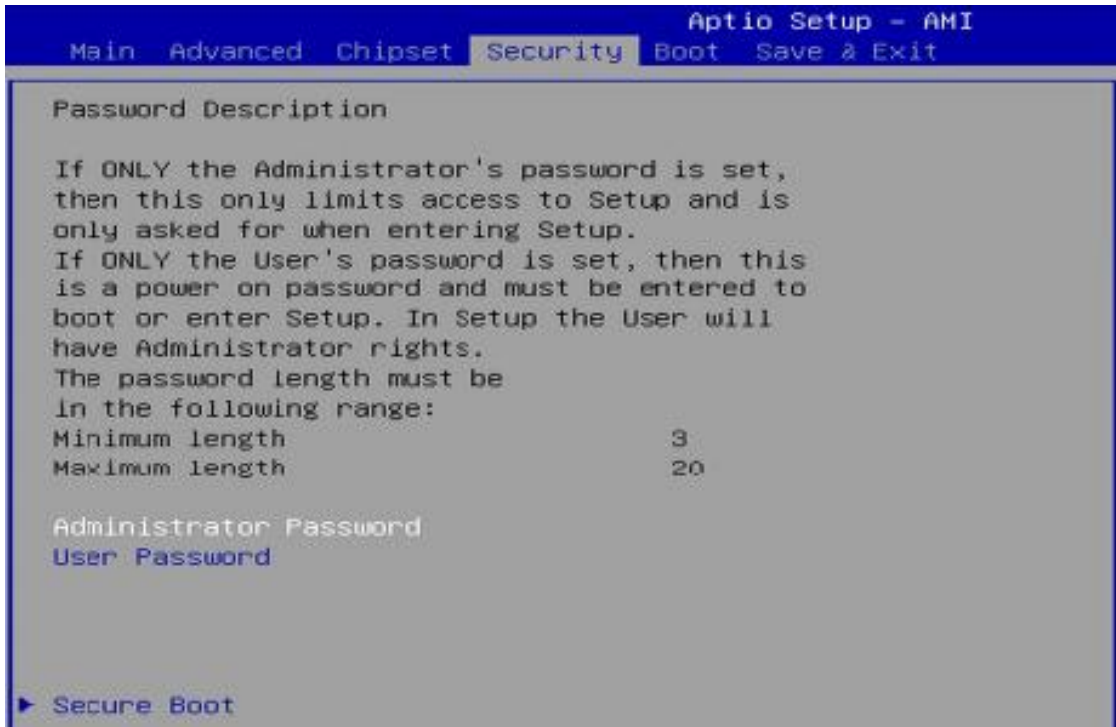 Aptio Setup - AMI
Main Advanced Chipset Security Boot Save & Exit
Password Description
If ONLY the Administrator's password is set,
then this only limits access to Setup and is
only asked for when entering Setup.
If ONLY the User's password is set, then this
is a power on password and must be entered to
boot or enter Setup. In Setup the User will
have Administrator rights.
The password length must be
in the following range:
Minimum length 3
Maximum length 20
Administrator Password
User Password
Secure Boot